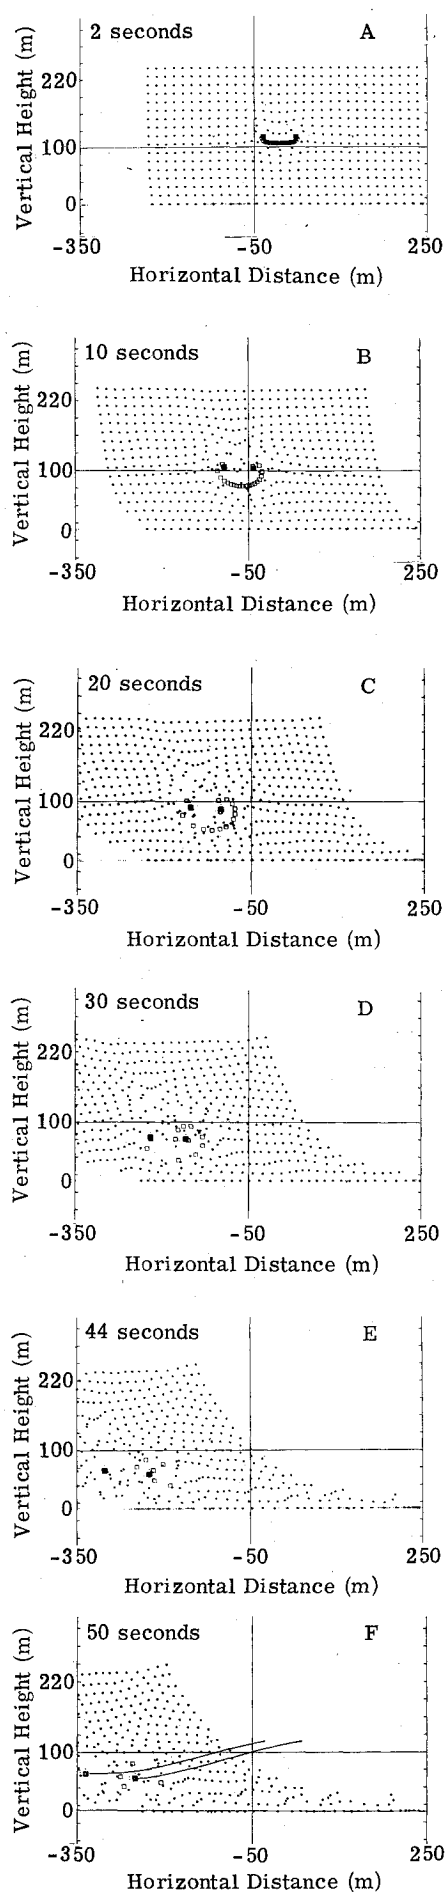 2 seconds A
Vertical Height (m)
220
100
0
-350 -50 250
Horizontal Distance (m)
10 seconds B
Vertical Height (m)
220
100
0
-350 -50 250
Horizontal Distance (m)
20 seconds C
Vertical Height (m)
220
100
0
-350 -50 250
Horizontal Distance (m)
30 seconds D
Vertical Height (m)
220
100
0
-350 -50 250
Horizontal Distance (m)
44 seconds E
Vertical Height (m)
220
100
0
-350 -50 250
Horizontal Distance (m)
50 seconds F
Vertical Height (m)
220
100
0
-350 -50 250
Horizontal Distance (m)